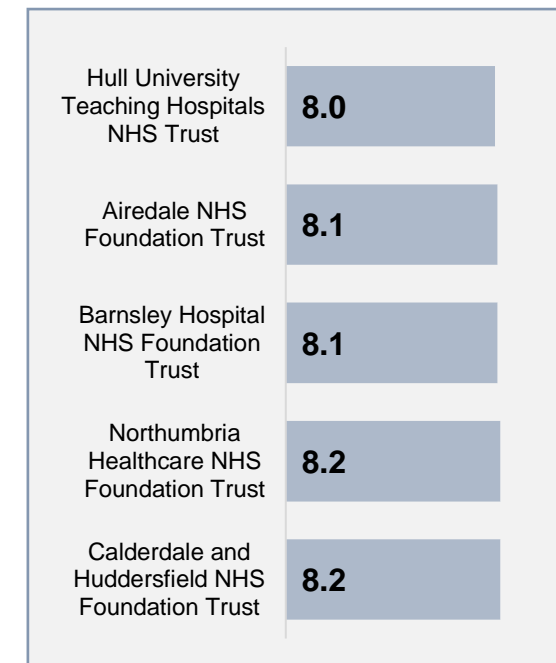 Hull University
Teaching Hospitals
NHS Trust
8.0
Airedale NHS
Foundation Trust
8.1
Barnsley Hospital
NHS Foundation
Trust
8.1
Northumbria
Healthcare NHS
Foundation Trust
8.2
Calderdale and
Huddersfield NHS
Foundation Trust
8.2